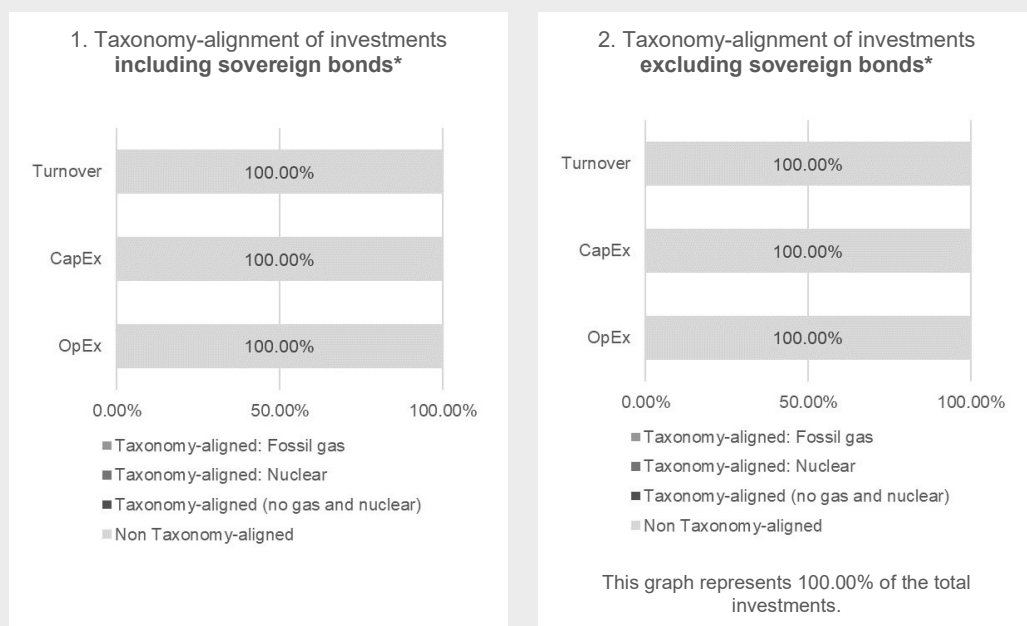 1. Taxonomy-alignment of investments
including sovereign bonds*
Turnover
100.00%
CapEx
100.00%
OpEx
100.00%
0.00%
50.00%
100.00%
Taxonomy-aligned: Fossil gas
Taxonomy-aligned: Nuclear
Taxonomy-aligned (no gas and nuclear)
Non Taxonomy-aligned
2. Taxonomy-alignment of investments
excluding sovereign bonds*
Turnover
100.00%
CapEx
100.00%
OpEx
100.00%
0.00%
50.00%
100.00%
Taxonomy-aligned: Fossil gas
Taxonomy-aligned: Nuclear
Taxonomy-aligned (no gas and nuclear)
Non Taxonomy-aligned
This graph represents 100.00% of the total
investments.